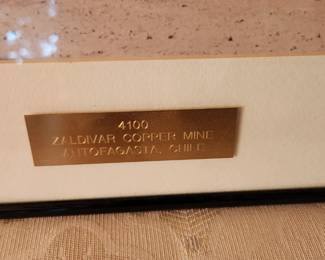 4100
ZALDIVAR COPPER MINE
ANTOFAGASTA, CHILE